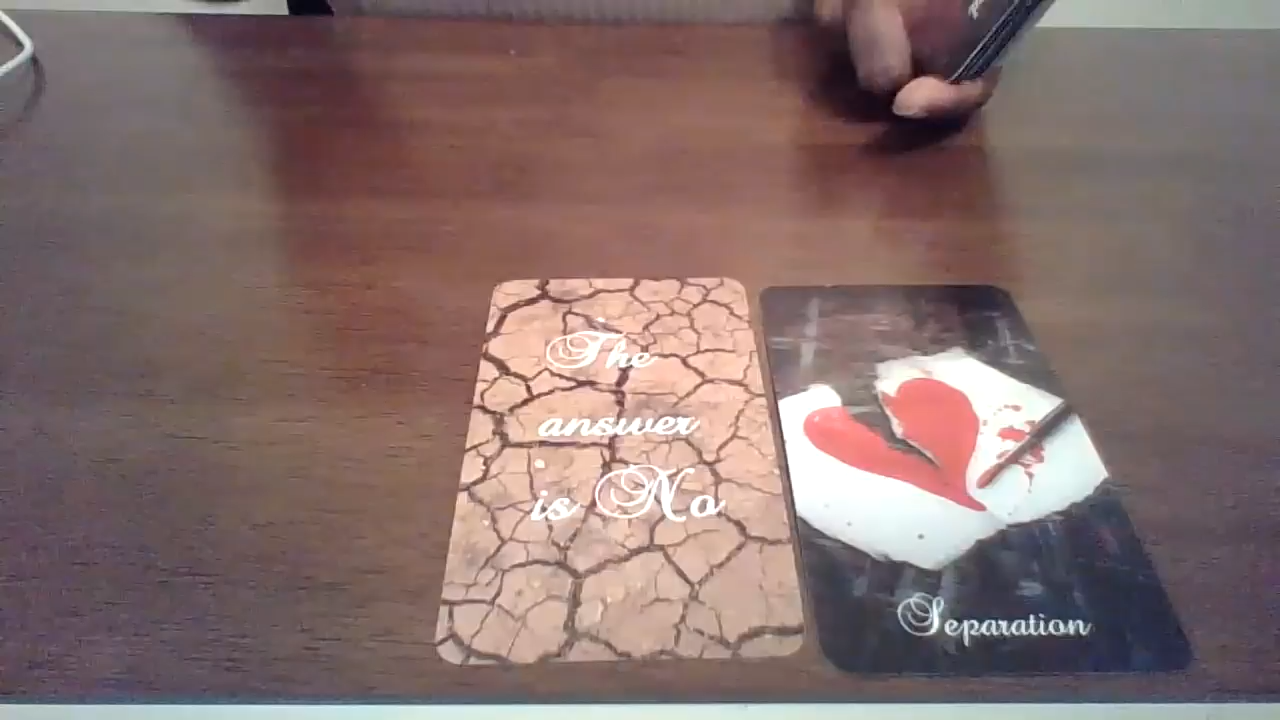 The
answer
is No
Separation